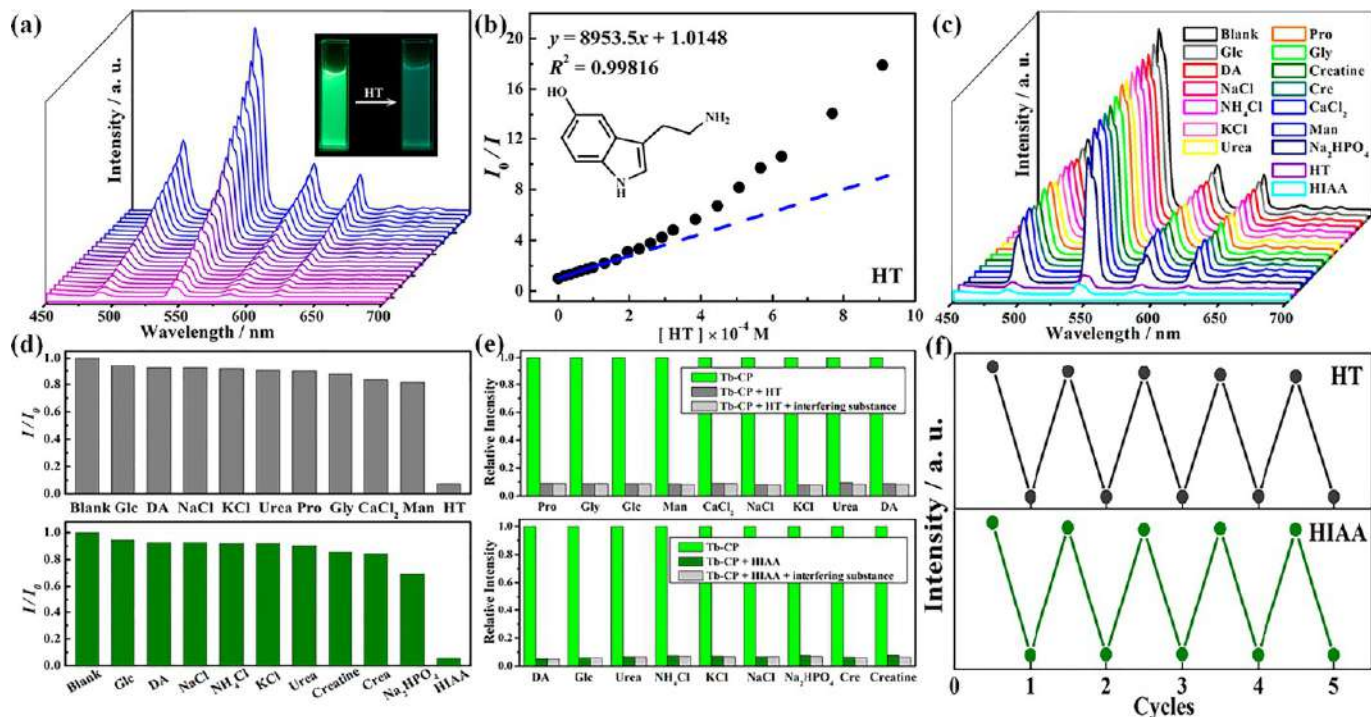 (a)
Intensity / a. u.
HT
450 500 550 600 650 700
Wavelength / nm
(b)
y = 8953.5x + 1.0148
R² = 0.99816
HO
NH₂
N
H
I₀ / I
20
16
12
8
4
0
0 2 4 6 8 10
[ HT ] × 10⁻⁴ M
HT
(c)
Intensity / a. u.
Blank
Glc
DA
NaCl
NH₄Cl
KCl
Urea
Pro
Gly
Creatine
Cre
CaCl₂
Man
Na₂HPO₄
HT
HIAA
450 500 550 600 650 700
Wavelength / nm
(d)
I / I₀
1.0
0.8
0.6
0.4
0.2
0.0
Blank Glc DA NaCl KCl Urea Pro Gly CaCl₂ Man HT
I / I₀
1.0
0.8
0.6
0.4
0.2
0.0
Blank Glc DA NaCl NH₄Cl KCl Urea Creatine Crea Na₂HPO₄ HIAA
(e)
Relative Intensity
1.0
0.8
0.6
0.4
0.2
0.0
Tb-CP
Tb-CP + HT
Tb-CP + HT + interfering substance
Pro Gly Glc Man CaCl₂ NaCl KCl Urea DA
Relative Intensity
1.0
0.8
0.6
0.4
0.2
0.0
Tb-CP
Tb-CP + HIAA
Tb-CP + HIAA + interfering substance
DA Glc Urea NH₄Cl KCl NaCl Na₂HPO₄ Cre Creatine
(f)
HT
HIAA
Intensity / a. u.
0 1 2 3 4 5
Cycles